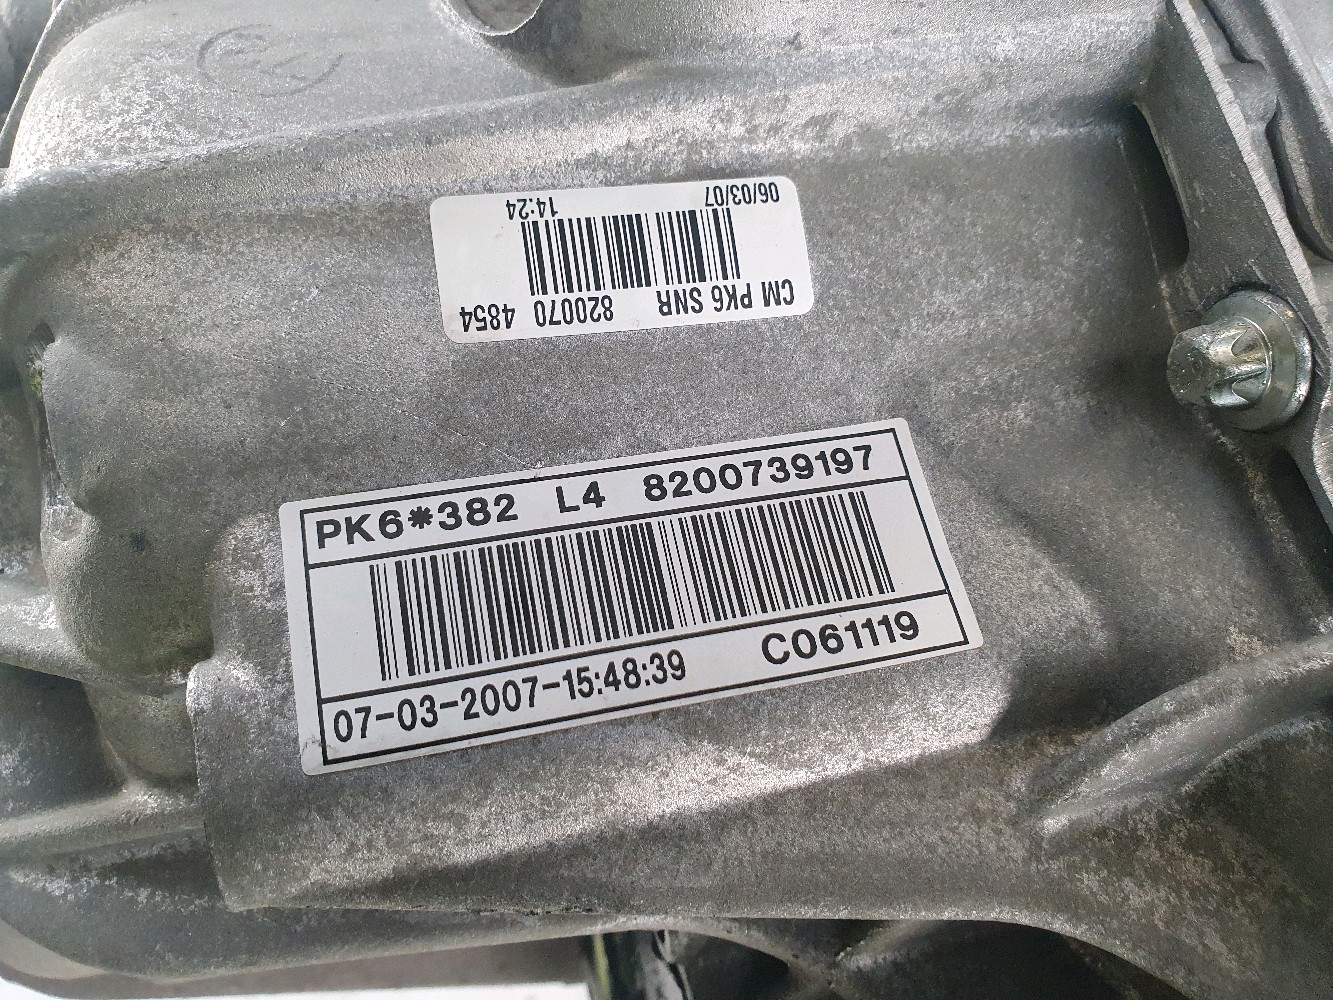 CM PK6 SNR 820070 4854
06/03/07 14:24
PK6*382 L4 8200739197
07-03-2007-15:48:39 C061119